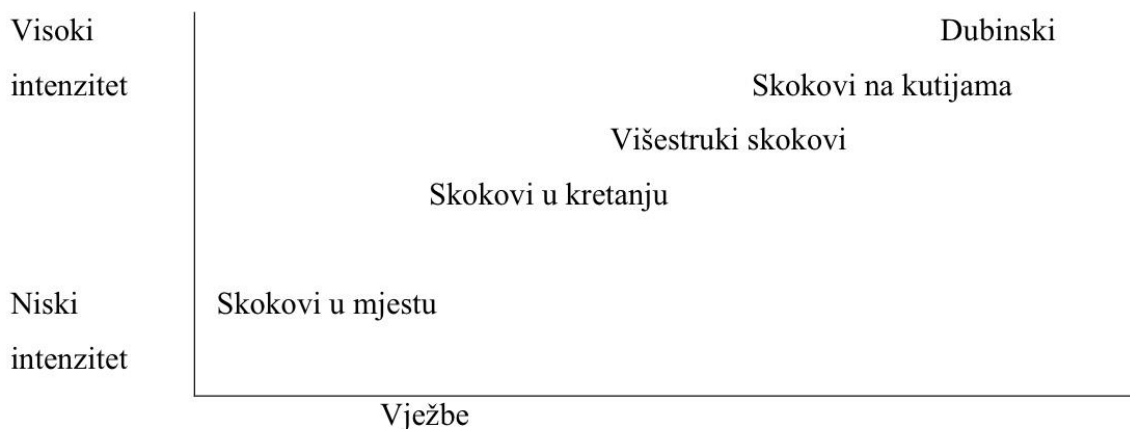 Visoki Dubinski
intenzitet Skokovi na kutijama
Višestruki skokovi
Skokovi u kretanju
Niski Skokovi u mjestu
intenzitet
Vježbe